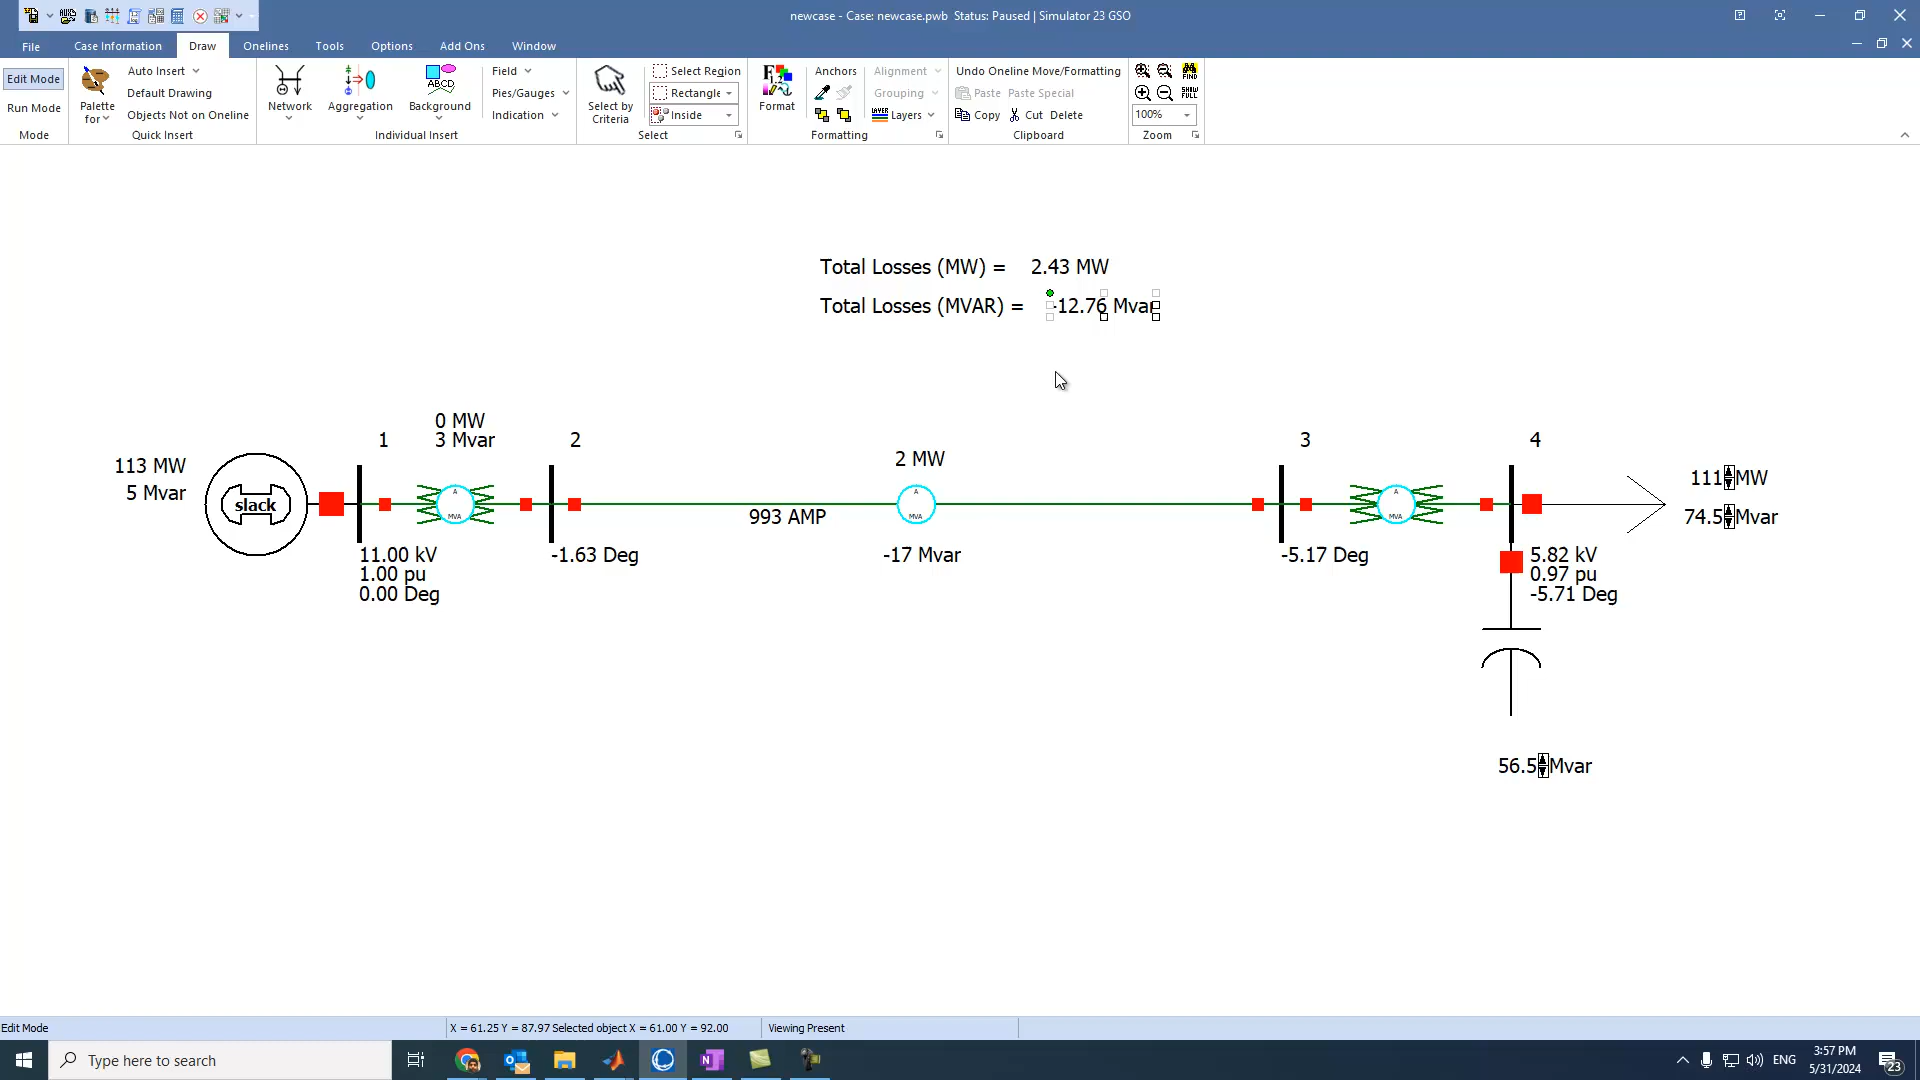 newcase - Case: newcase.pwb Status: Paused | Simulator 23 GSO
File Case Information Draw Onelines Tools Options Add Ons Window
Edit Mode
Run Mode
Mode
Palette for
Auto Insert
Default Drawing
Objects Not on Oneline
Quick Insert
Network
Aggregation
Background
ABCD
Field
Pies/Gauges
Indication
Individual Insert
Select by Criteria
Select Region
Rectangle
Inside
Select
Format
Anchors
Alignment
Grouping
Layers
Formatting
Undo Oneline Move/Formatting
Paste Paste Special
Copy Cut Delete
Clipboard
FIND
SHOW FULL
100%
Zoom
Total Losses (MW) = 2.43 MW
Total Losses (MVAR) = -12.76 Mvar
113 MW
5 Mvar
slack
1
0 MW
3 Mvar
2
A
MVA
11.00 kV
1.00 pu
0.00 Deg
-1.63 Deg
2 MW
993 AMP
A
MVA
-17 Mvar
3
-5.17 Deg
A
MVA
4
111 MW
74.5 Mvar
5.82 kV
0.97 pu
-5.71 Deg
56.5 Mvar
Edit Mode
X = 61.25 Y = 87.97 Selected object X = 61.00 Y = 92.00
Viewing Present
Type here to search
ENG
3:57 PM
5/31/2024
23